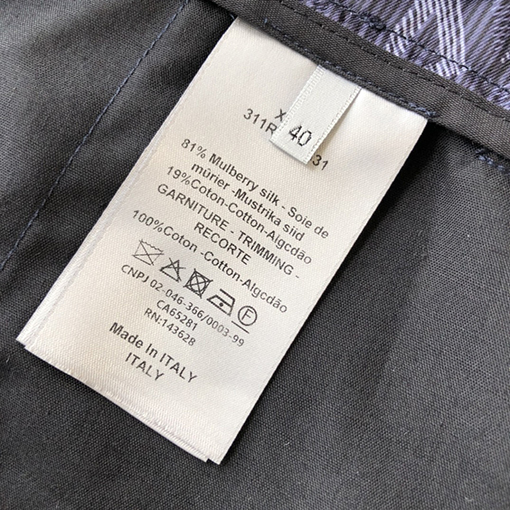 X
40
311R 31
81% Mulberry silk - Soie de
mürier -Mustrika siid
19%Coton-Cotton-Algcdão
GARNITURE - TRIMMING -
RECORTE
100%Coton -Cotton-Algcdão
CNPJ 02-046-366/0003-99
CA65281
RN:143628
Made In ITALY
ITALY